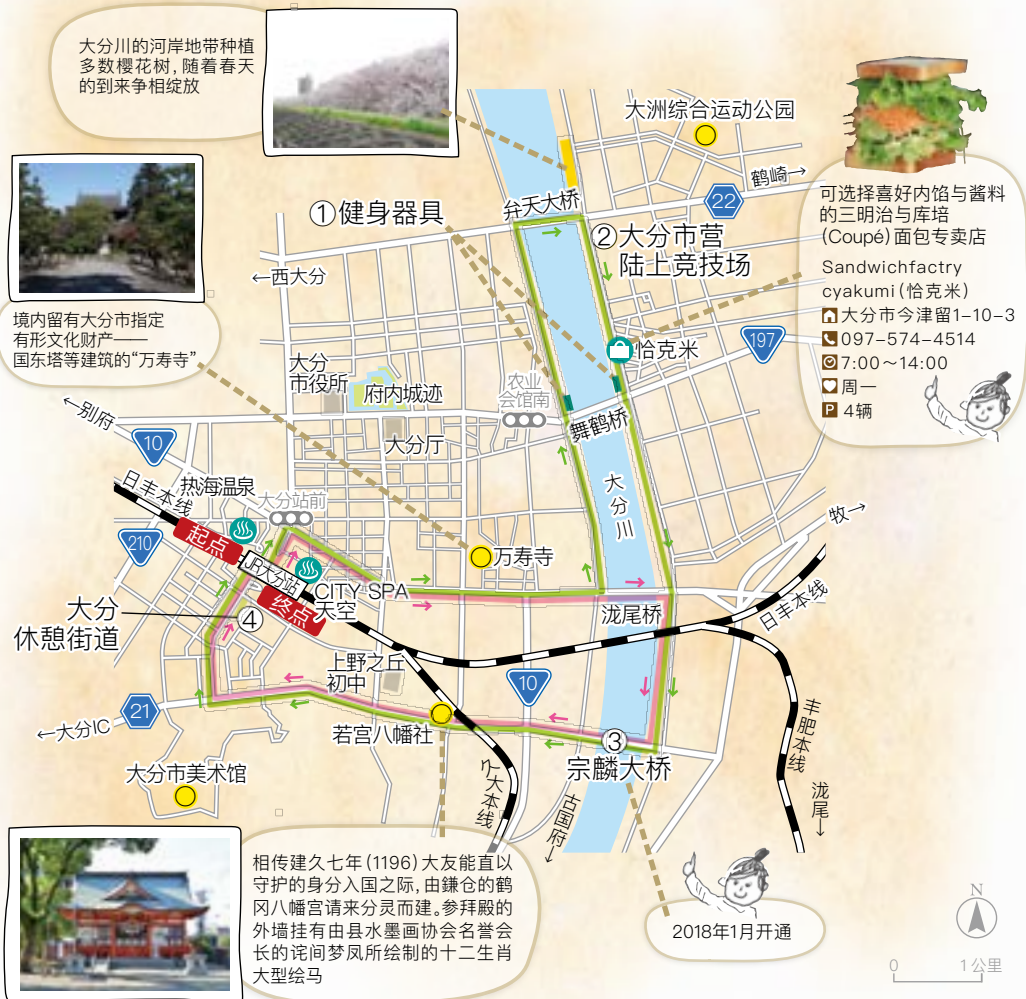 大分川的河岸地带种植
多数樱花树，随着春天
的到来争相绽放
大洲综合运动公园
鹤崎→
22
弁天大桥
①健身器具
②大分市营
陆上竞技场
←西大分
可选择喜好内馅与酱料
的三明治与库培
(Coupé)面包专卖店
Sandwichfactry
cyakumi(恰克米)
大分市今津留1-10-3
097-574-4514
7:00～14:00
周一
P 4辆
境内留有大分市指定
有形文化财产——
国东塔等建筑的“万寿寺”
恰克米
197
大分
市役所
府内城迹
农业
会馆南
←别府
10
大分厅
舞鹤桥
日丰本线
热海温泉
大分站前
大分川
牧→
210
起点
JR大分站
终点
CITY SPA
天空
万寿寺
泷尾桥
日丰本线
大分
休憩街道
④
上野之丘
初中
10
21
←大分IC
若宫八幡社
③
宗麟大桥
丰肥本线
泷尾→
大分市美术馆
久大本线
古国府→
相传建久七年(1196)大友能直以
守护的身分入国之际，由鎌仓的鹤
冈八幡宫请来分灵而建。参拜殿的
外墙挂有由县水墨画协会名誉会
长的诧间梦凤所绘制的十二生肖
大型绘马
2018年1月开通
N
0 1公里